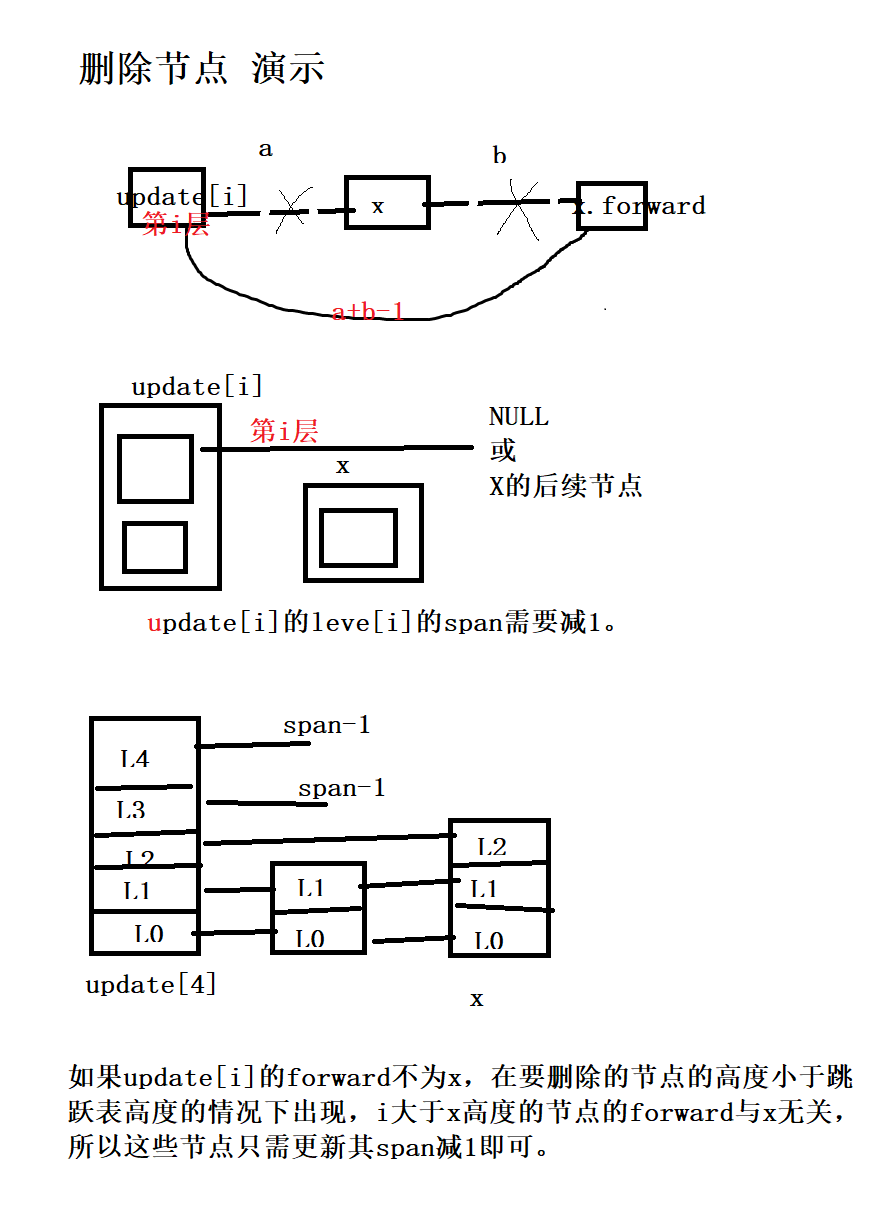 删除节点 演示
a
b
update[i]
x
x.forward
第i层
a+b-1
update[i]
第i层
NULL
或
x
X的后续节点
update[i]的leve[i]的span需要减1。
span-1
L4
span-1
L3
L2
L2
L1
L1
L1
L0
L0
L0
update[4]
x
如果update[i]的forward不为x，在要删除的节点的高度小于跳
跃表高度的情况下出现，i大于x高度的节点的forward与x无关，
所以这些节点只需更新其span减1即可。